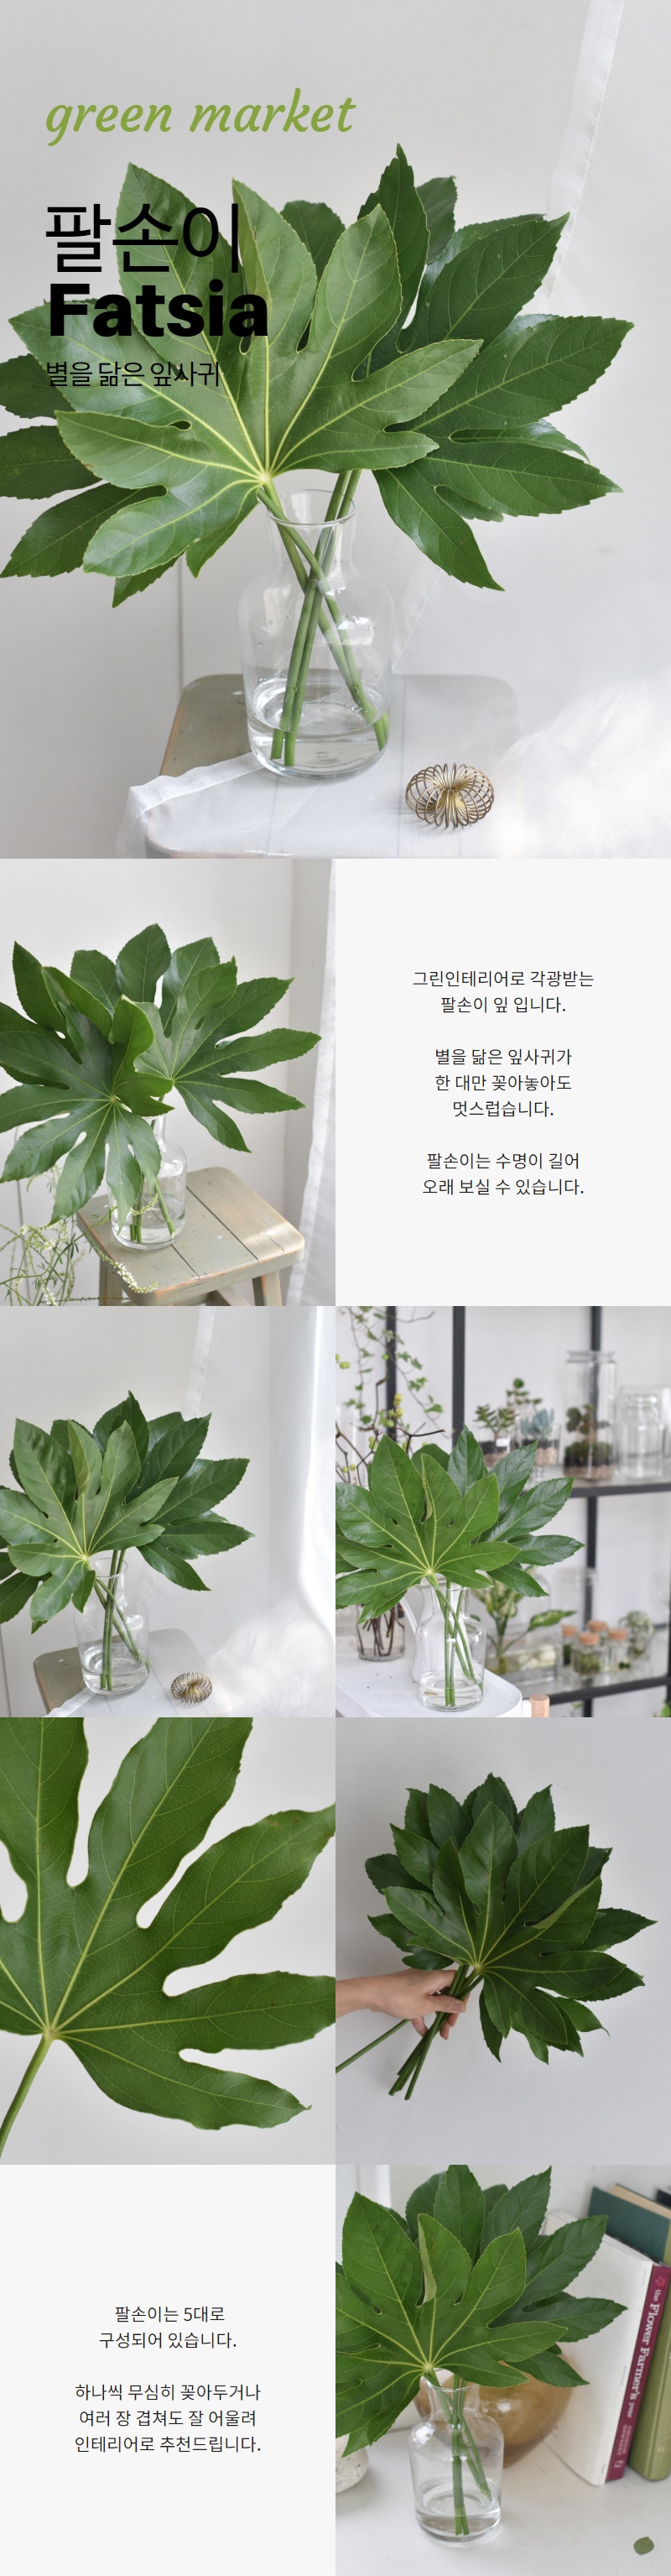 green market
팔손이
Fatsia
별을 닮은 잎사귀
그린인테리어로 각광받는
팔손이 잎 입니다.
별을 닮은 잎사귀가
한 대만 꽂아놓아도
멋스럽습니다.
팔손이는 수명이 길어
오래 보실 수 있습니다.
팔손이는 5대로
구성되어 있습니다.
하나씩 무심히 꽂아두거나
여러 장 겹쳐도 잘 어울려
인테리어로 추천드립니다.
the Flower Farmer's year